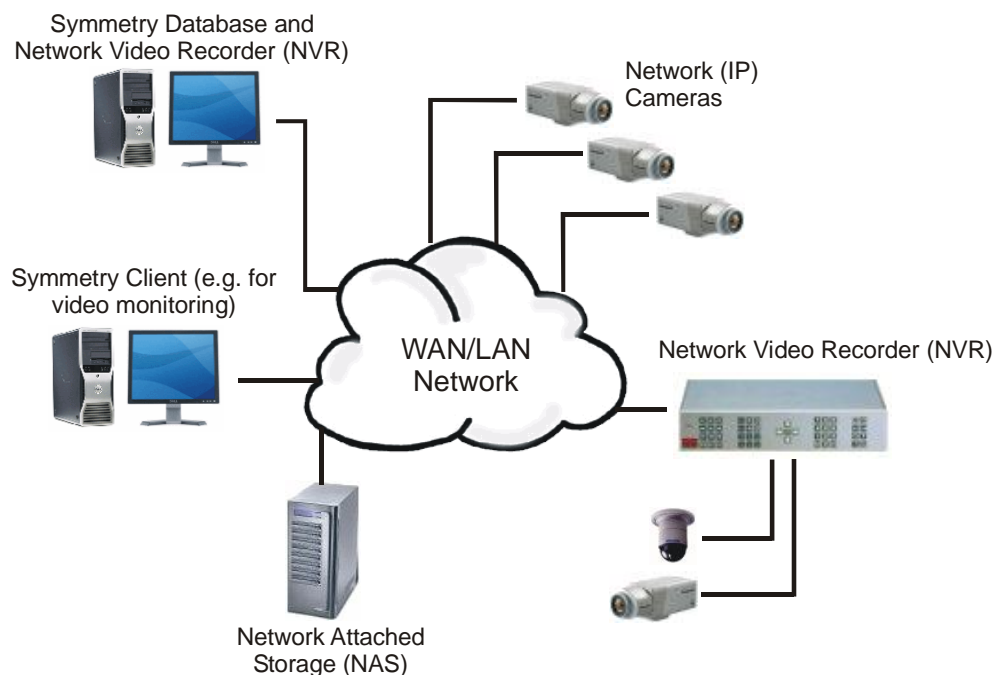 Symmetry Database and
Network Video Recorder (NVR)
Network (IP)
Cameras
Symmetry Client (e.g. for
video monitoring)
WAN/LAN
Network
Network Video Recorder (NVR)
Network Attached
Storage (NAS)